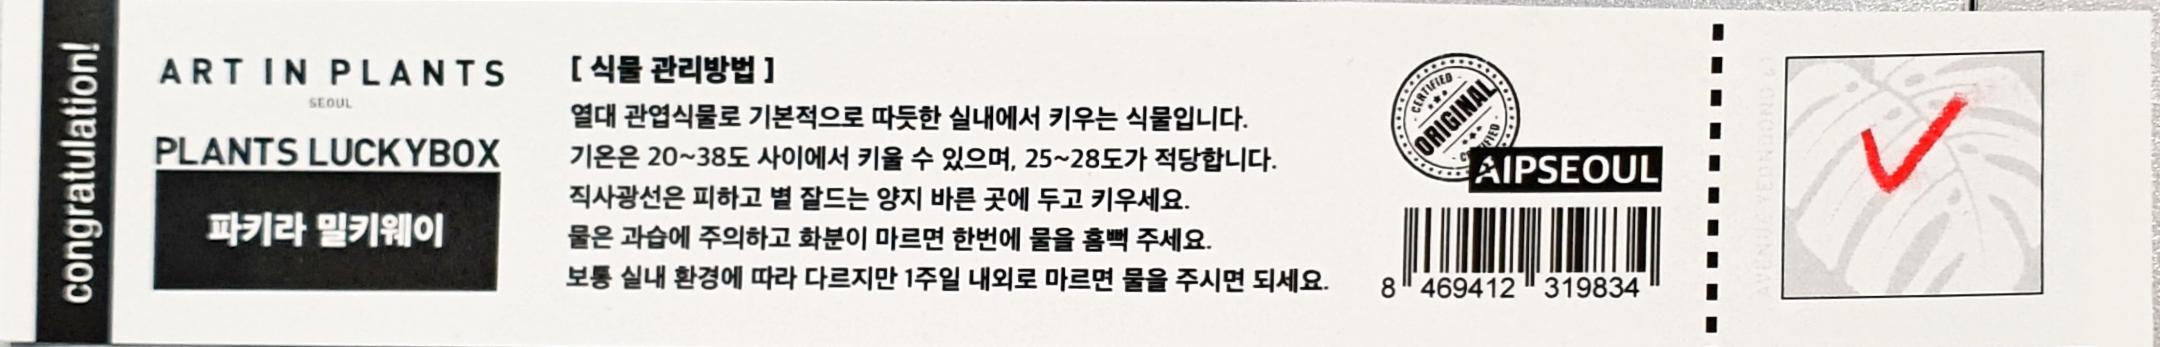 congratulation!
ART IN PLANTS
SEOUL
PLANTS LUCKYBOX
파키라 밀키웨이
[ 식물 관리방법 ]
열대 관엽식물로 기본적으로 따듯한 실내에서 키우는 식물입니다.
기온은 20~38도 사이에서 키울 수 있으며, 25~28도가 적당합니다.
직사광선은 피하고 별 잘드는 양지 바른 곳에 두고 키우세요.
물은 과습에 주의하고 화분이 마르면 한번에 물을 흠뻑 주세요.
보통 실내 환경에 따라 다르지만 1주일 내외로 마르면 물을 주시면 되세요.
CERTIFIED
ORIGINAL
CERTIFIED
AIPSEOUL
8 469412 319834